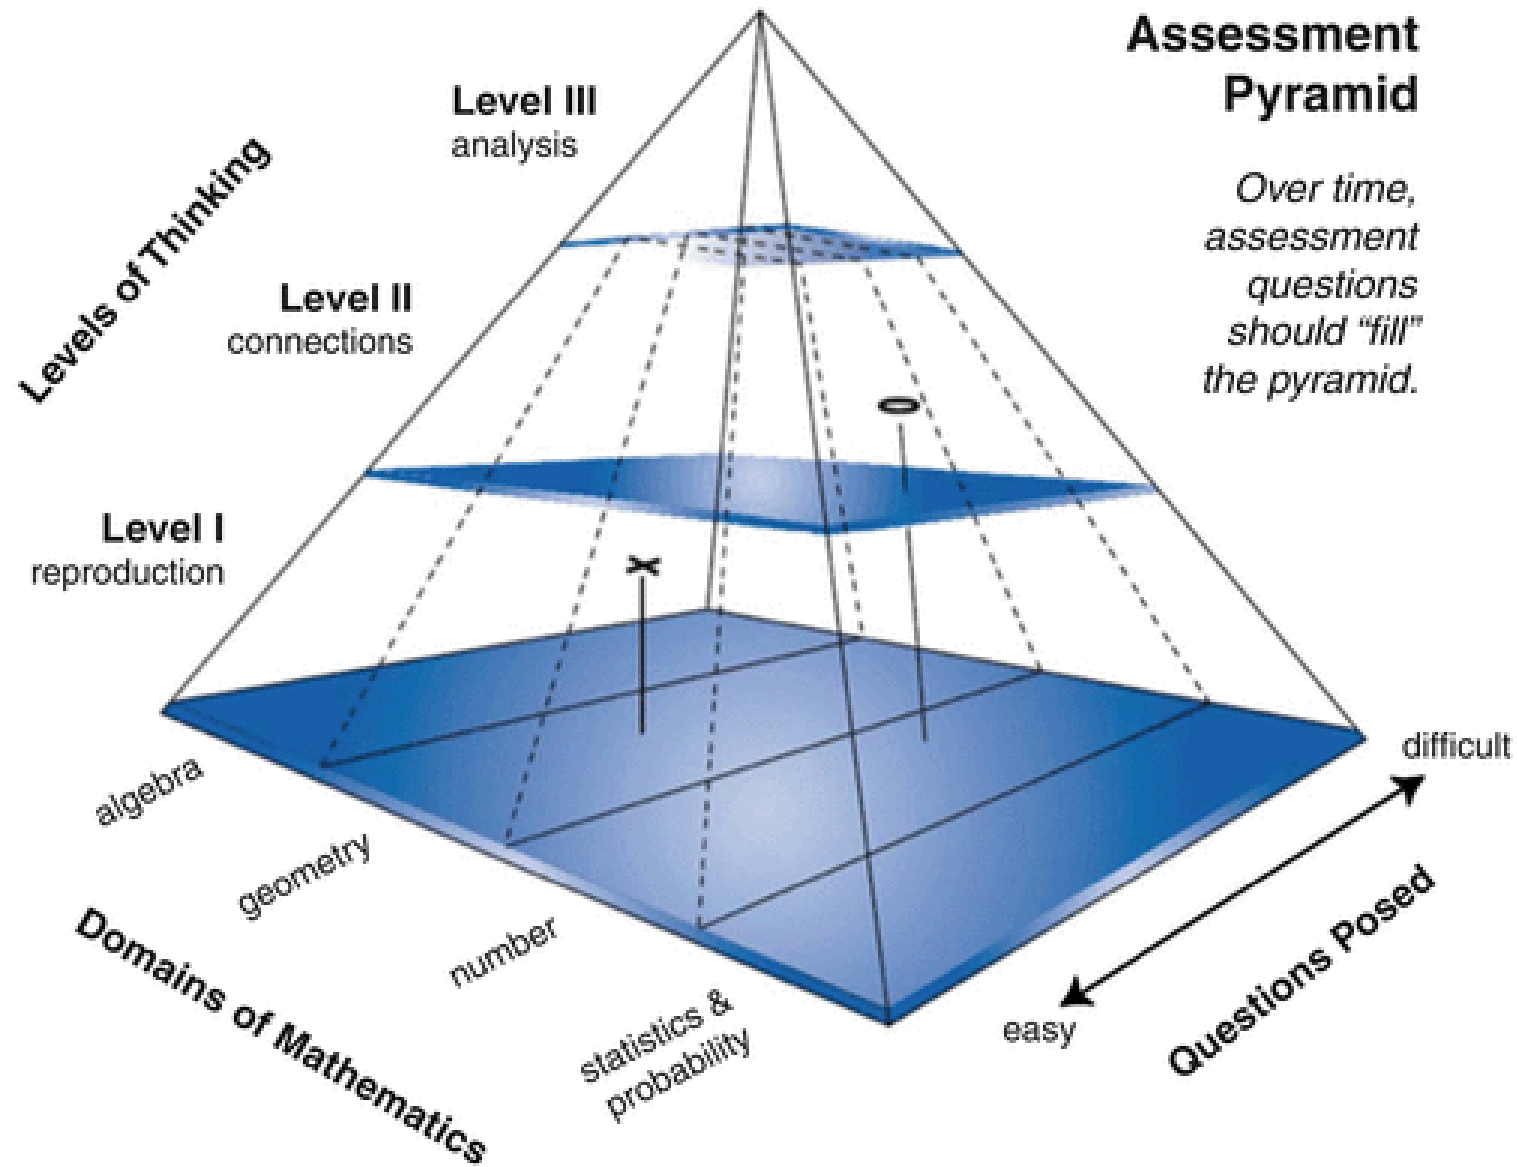 Assessment
Pyramid
Over time,
assessment
questions
should “fill”
the pyramid.
Levels of Thinking
Level III
analysis
Level II
connections
Level I
reproduction
algebra
geometry
number
statistics &
probability
Domains of Mathematics
difficult
easy
Questions Posed